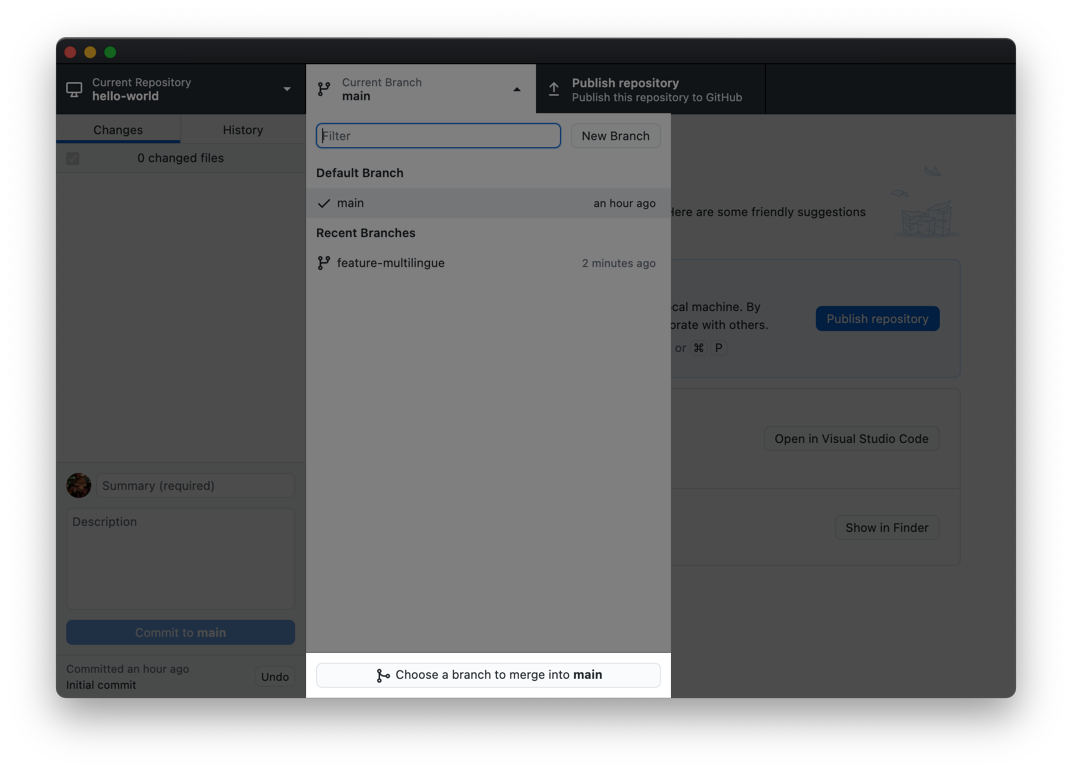 Current Repository
hello-world
Current Branch
main
Publish repository
Publish this repository to GitHub
Changes
History
0 changed files
Filter
New Branch
Default Branch
main
an hour ago
Recent Branches
feature-multilingue
2 minutes ago
Here are some friendly suggestions
cal machine. By
orate with others.
or ⌘ P
Publish repository
Open in Visual Studio Code
Show in Finder
Summary (required)
Description
Commit to main
Committed an hour ago
Initial commit
Undo
Choose a branch to merge into main